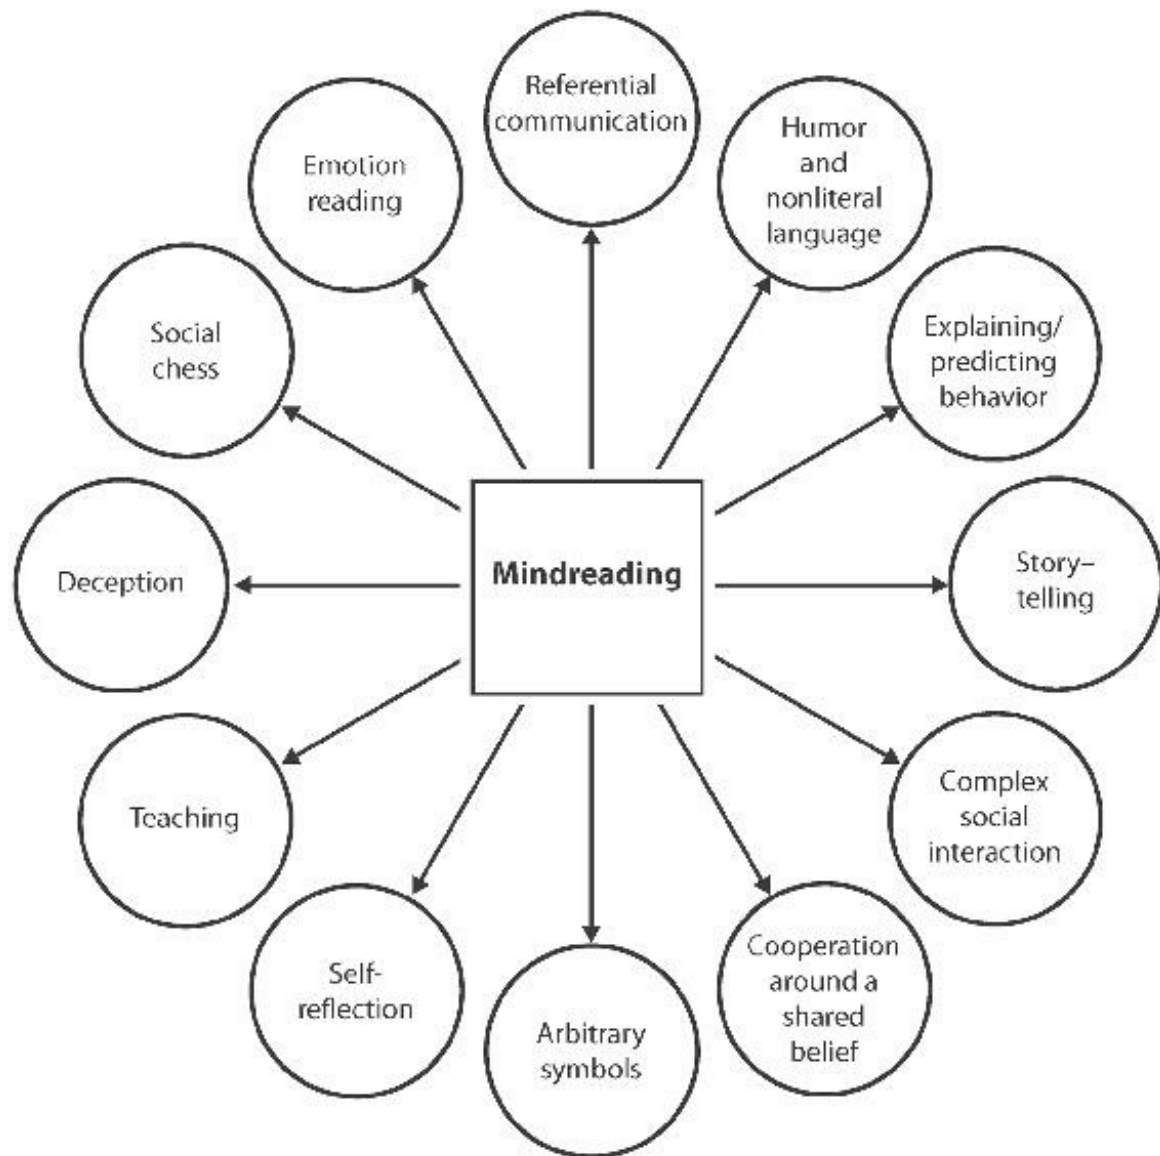 Referential
communication
Humor
and
nonliteral
language
Explaining/
predicting
behavior
Story–
telling
Complex
social
interaction
Cooperation
around a
shared
belief
Arbitrary
symbols
Self-
reflection
Teaching
Deception
Social
chess
Emotion
reading
Mindreading